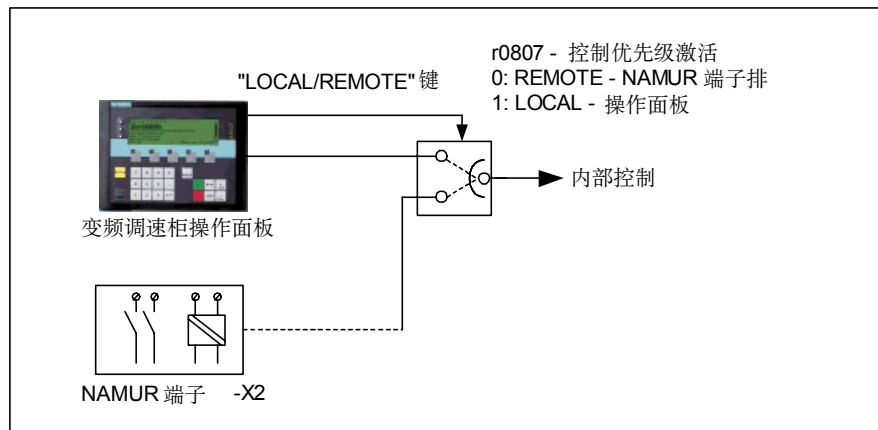 "LOCAL/REMOTE" 键
r0807 - 控制优先级激活
0: REMOTE - NAMUR 端子排
1: LOCAL - 操作面板
内部控制
变频调速柜操作面板
NAMUR 端子 -X2